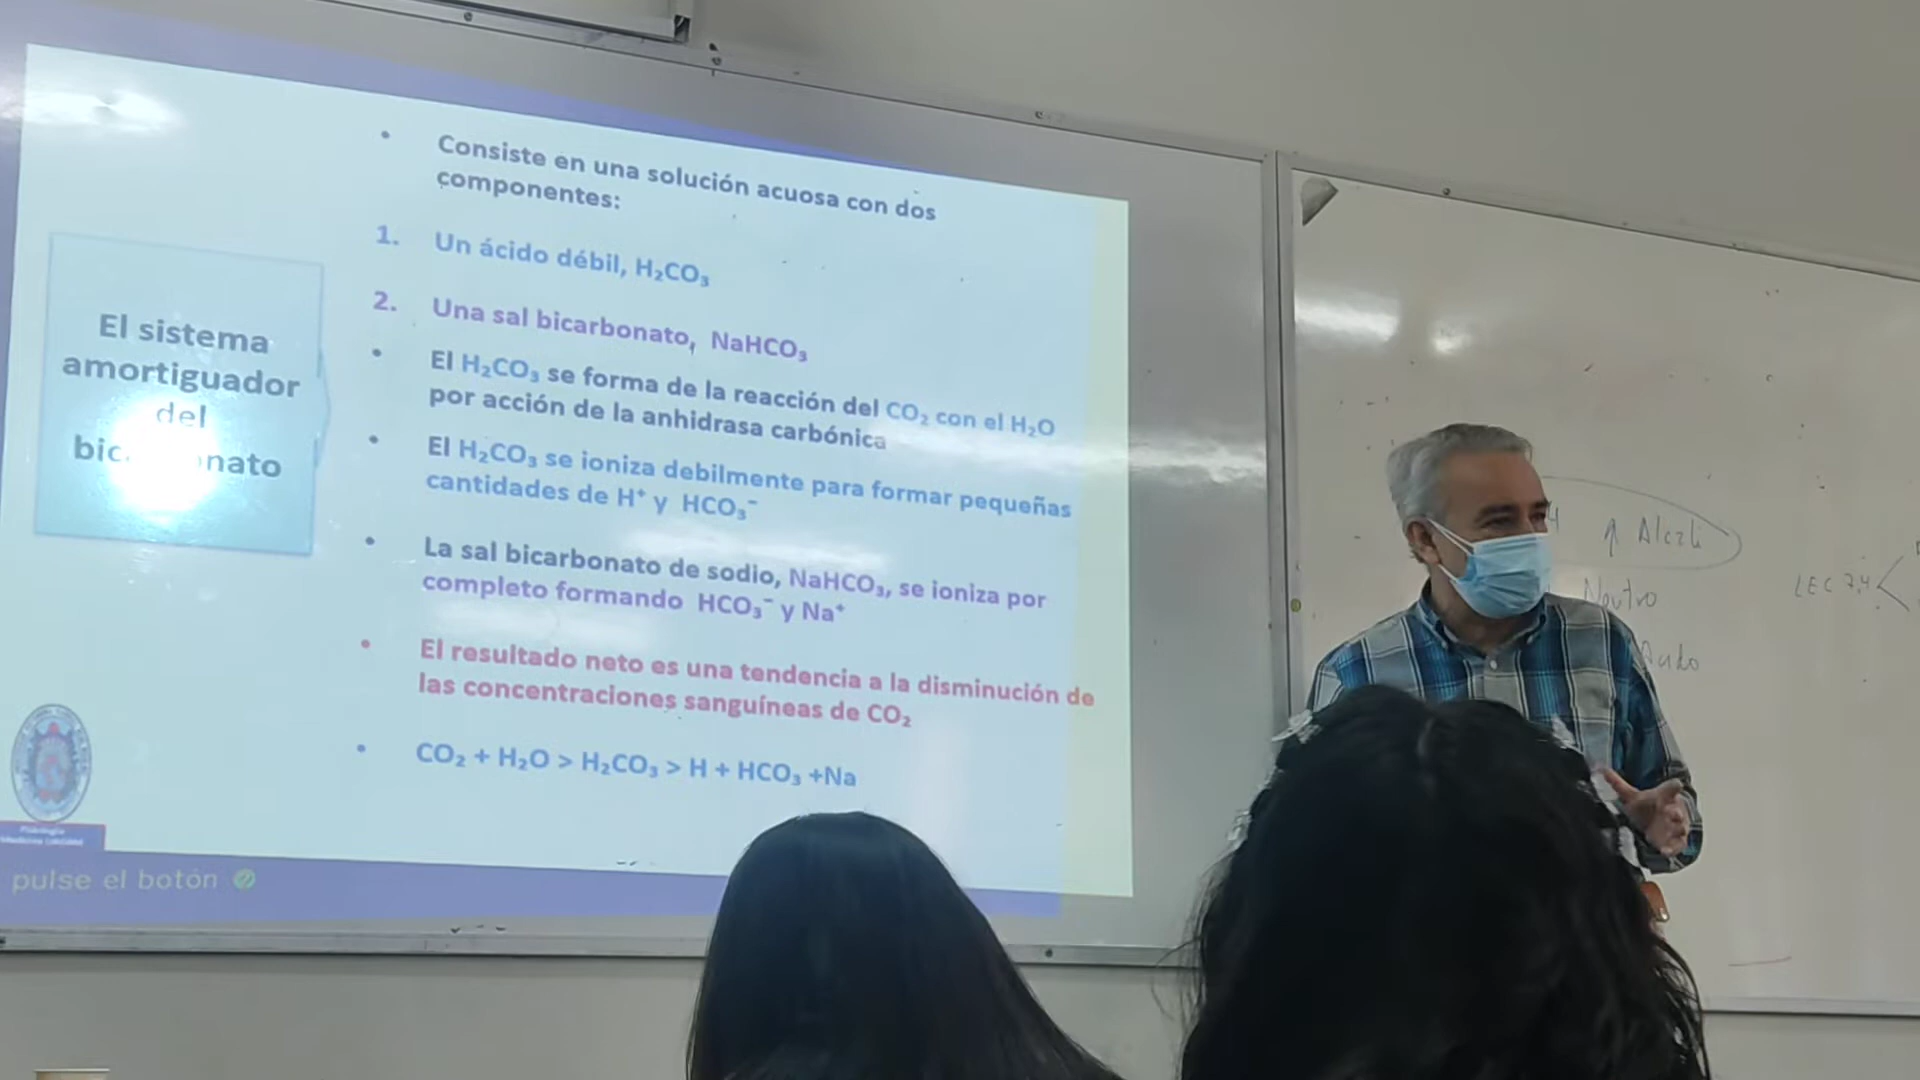 El sistema
amortiguador
del
Consiste en una solución acuosa con dos
componentes:
1. Un ácido débil, H₂CO₃
2. Una sal bicarbonato, NaHCO₃
El H₂CO₃ se forma de la reacción del CO₂ con el H₂O
por acción de la anhidrasa carbónica
El H₂CO₃ se ioniza debilmente para formar pequeñas
cantidades de H⁺ y HCO₃⁻
La sal bicarbonato de sodio, NaHCO₃, se ioniza por
completo formando HCO₃⁻ y Na⁺
El resultado neto es una tendencia a la disminución de
las concentraciones sanguíneas de CO₂
CO₂ + H₂O > H₂CO₃ > H + HCO₃ +Na
pulse el botón
↑ Alcali
Neutro
LEC 7,4